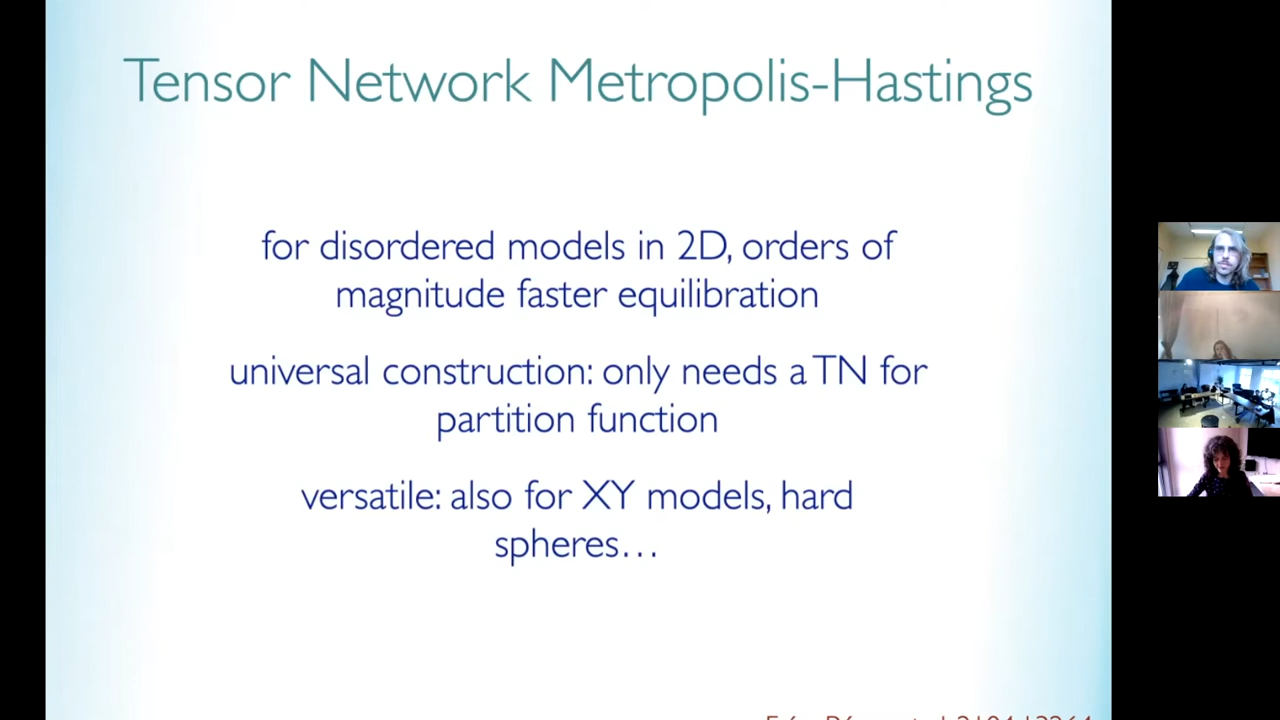 Tensor Network Metropolis-Hastings
for disordered models in 2D, orders of
magnitude faster equilibration
universal construction: only needs a TN for
partition function
versatile: also for XY models, hard
spheres…